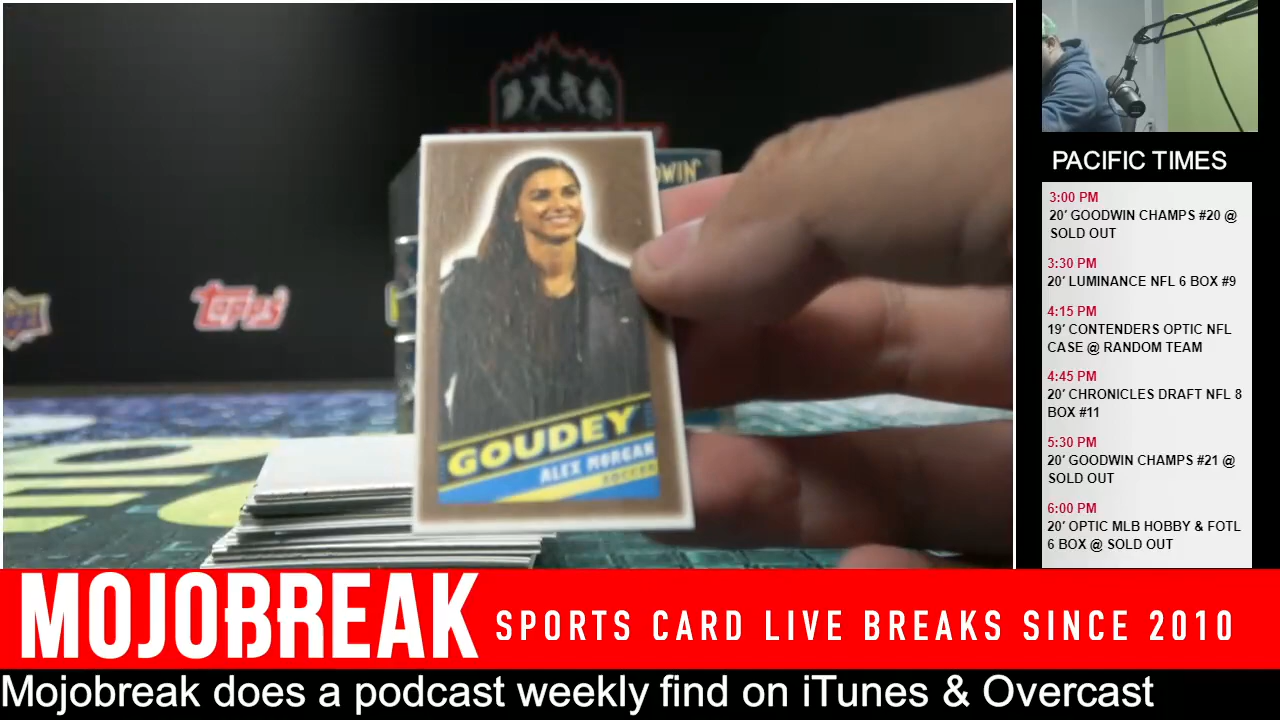 WIN
Topps
GOUDEY
ALEX MORGAN
SOCCER
PACIFIC TIMES
3:00 PM
20' GOODWIN CHAMPS #20 @
SOLD OUT
3:30 PM
20' LUMINANCE NFL 6 BOX #9
4:15 PM
19' CONTENDERS OPTIC NFL
CASE @ RANDOM TEAM
4:45 PM
20' CHRONICLES DRAFT NFL 8
BOX #11
5:30 PM
20' GOODWIN CHAMPS #21 @
SOLD OUT
6:00 PM
20' OPTIC MLB HOBBY & FOTL
6 BOX @ SOLD OUT
MOJOBREAK SPORTS CARD LIVE BREAKS SINCE 2010
Mojobreak does a podcast weekly find on iTunes & Overcast